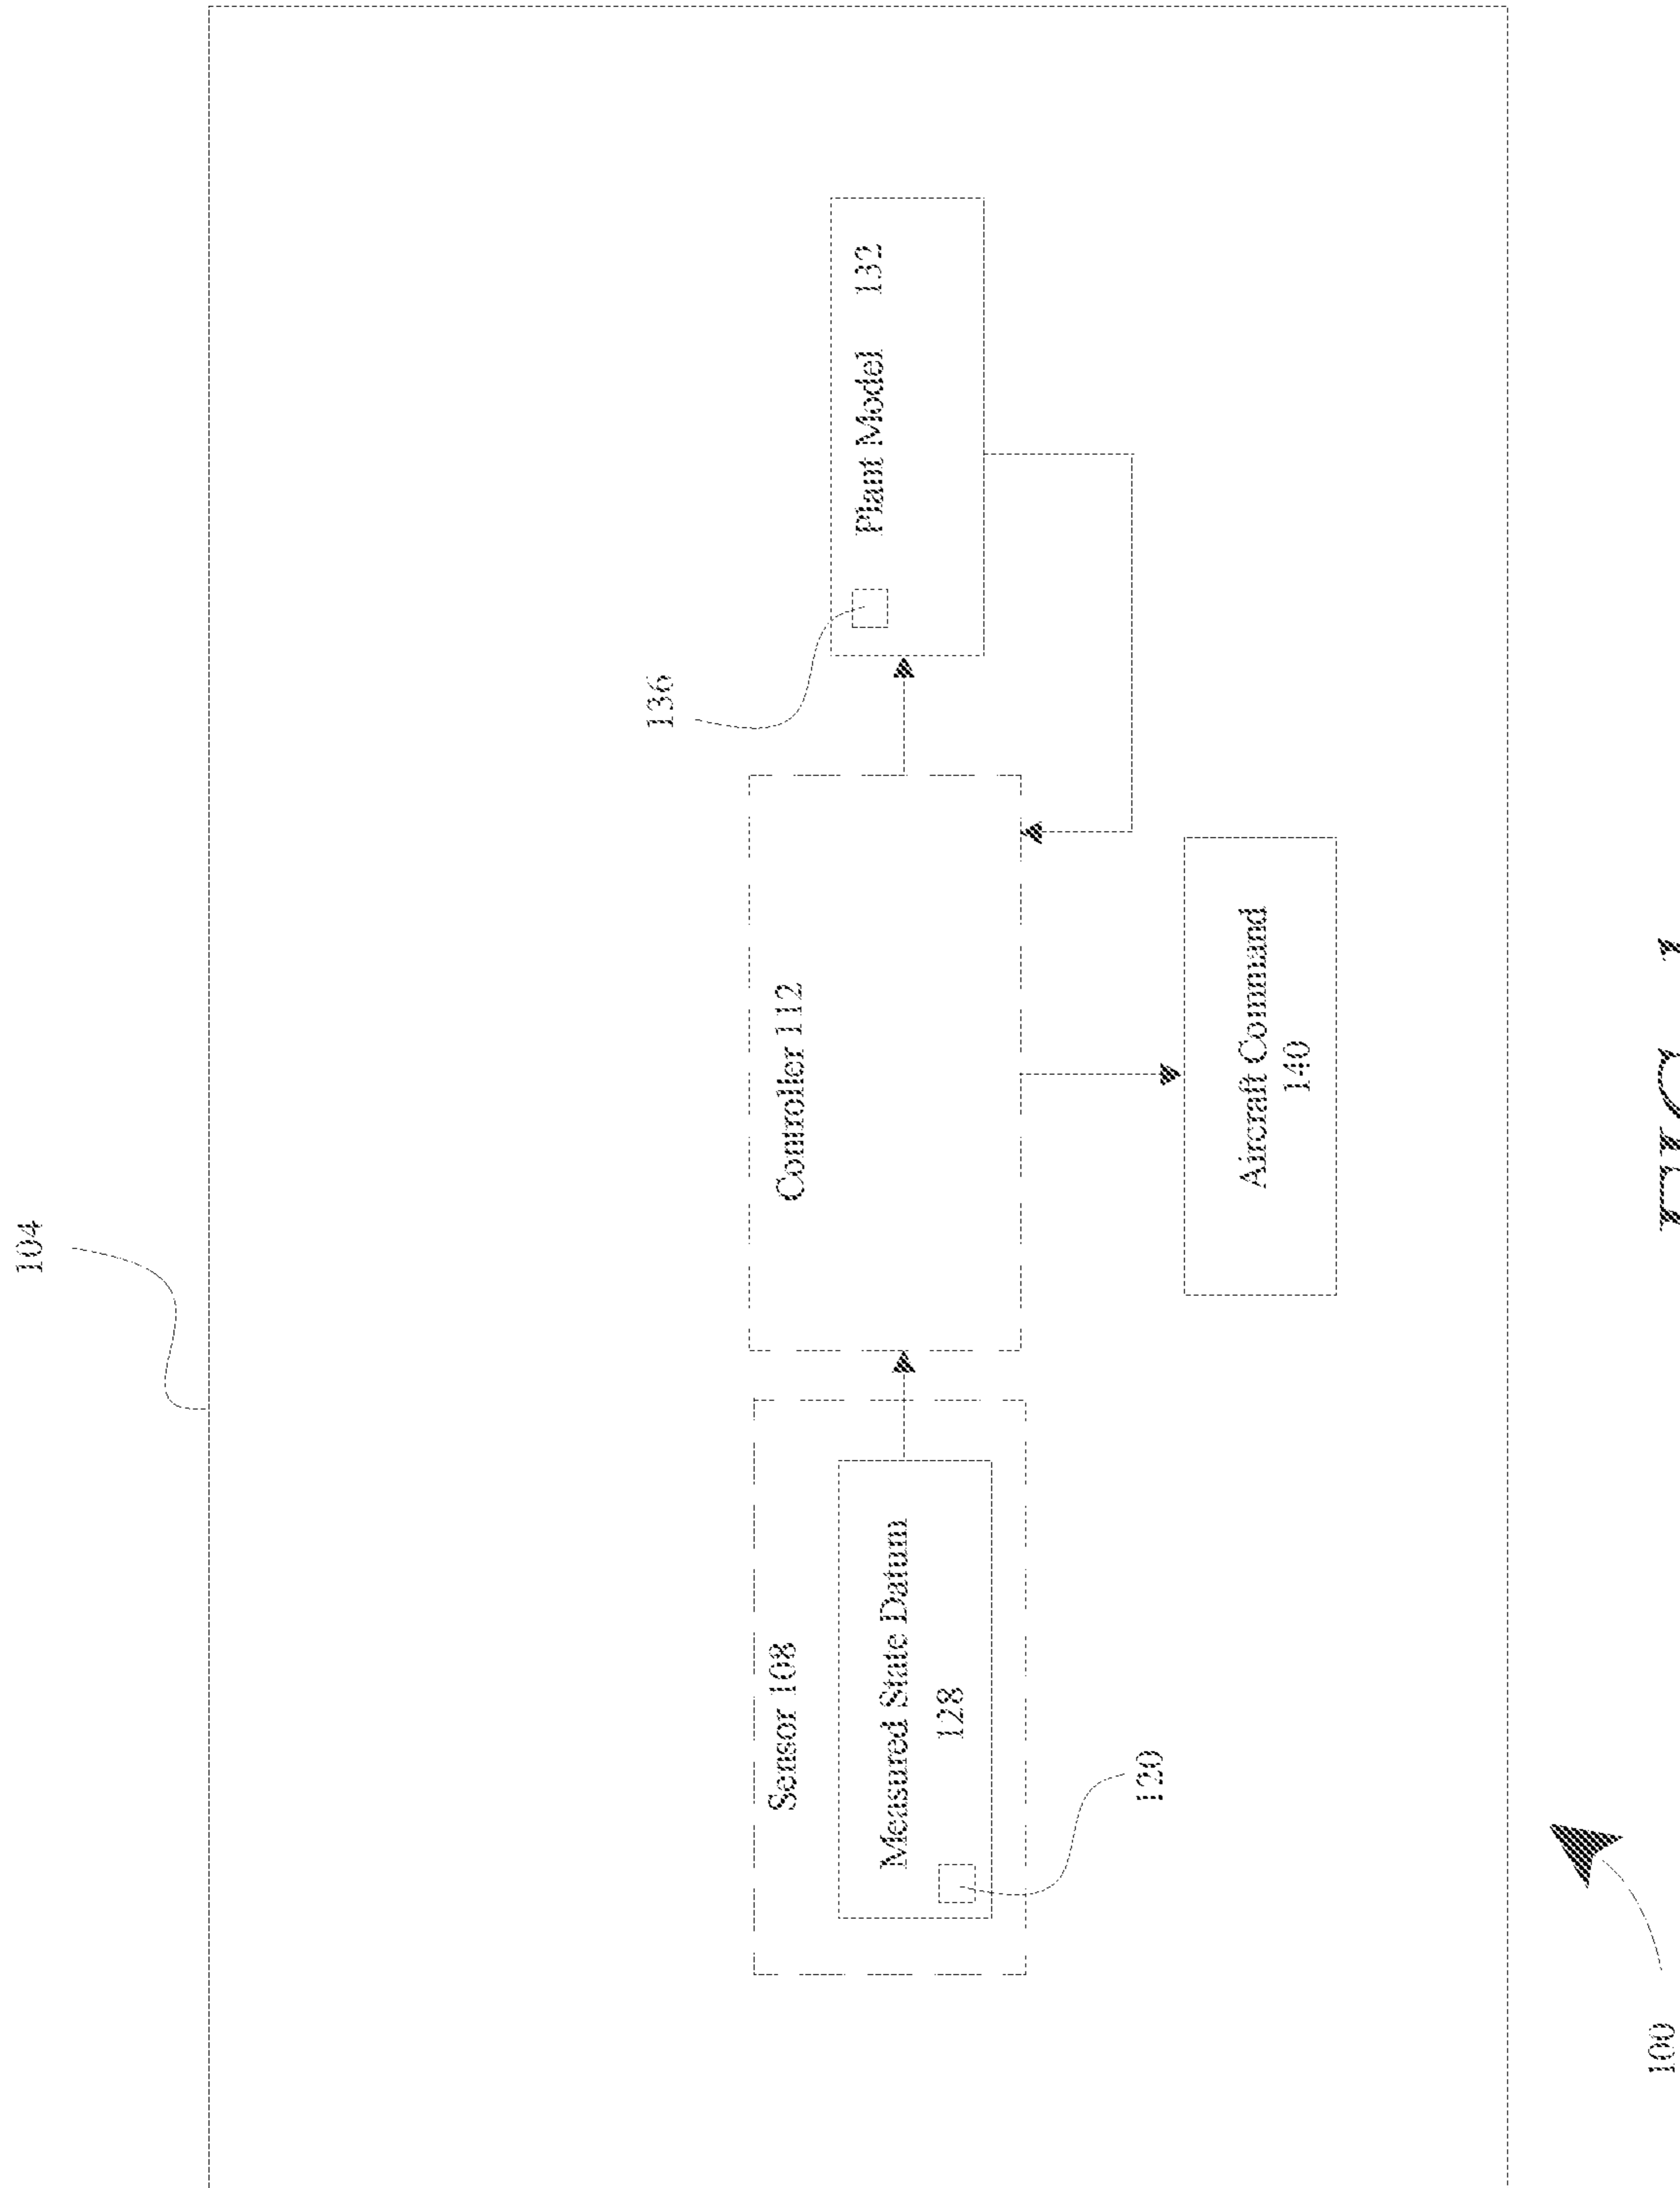 104
136
Plant Model 132
Controller 112
Sensor 108
Measured State Datum
128
120
Aircraft Command
140
100